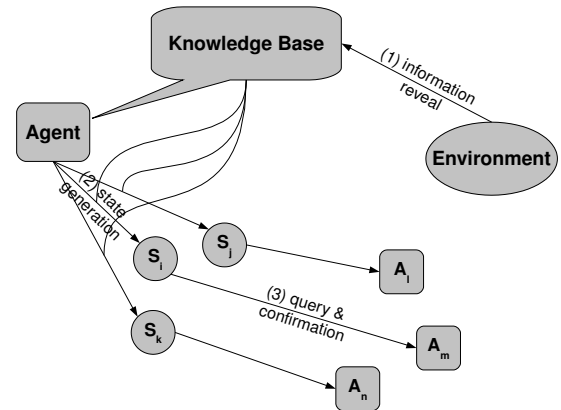 Knowledge Base
(1) information
reveal
Agent
Environment
(2) state
generation
S_j
S_i
A_l
(3) query &
confirmation
S_k
A_m
A_n